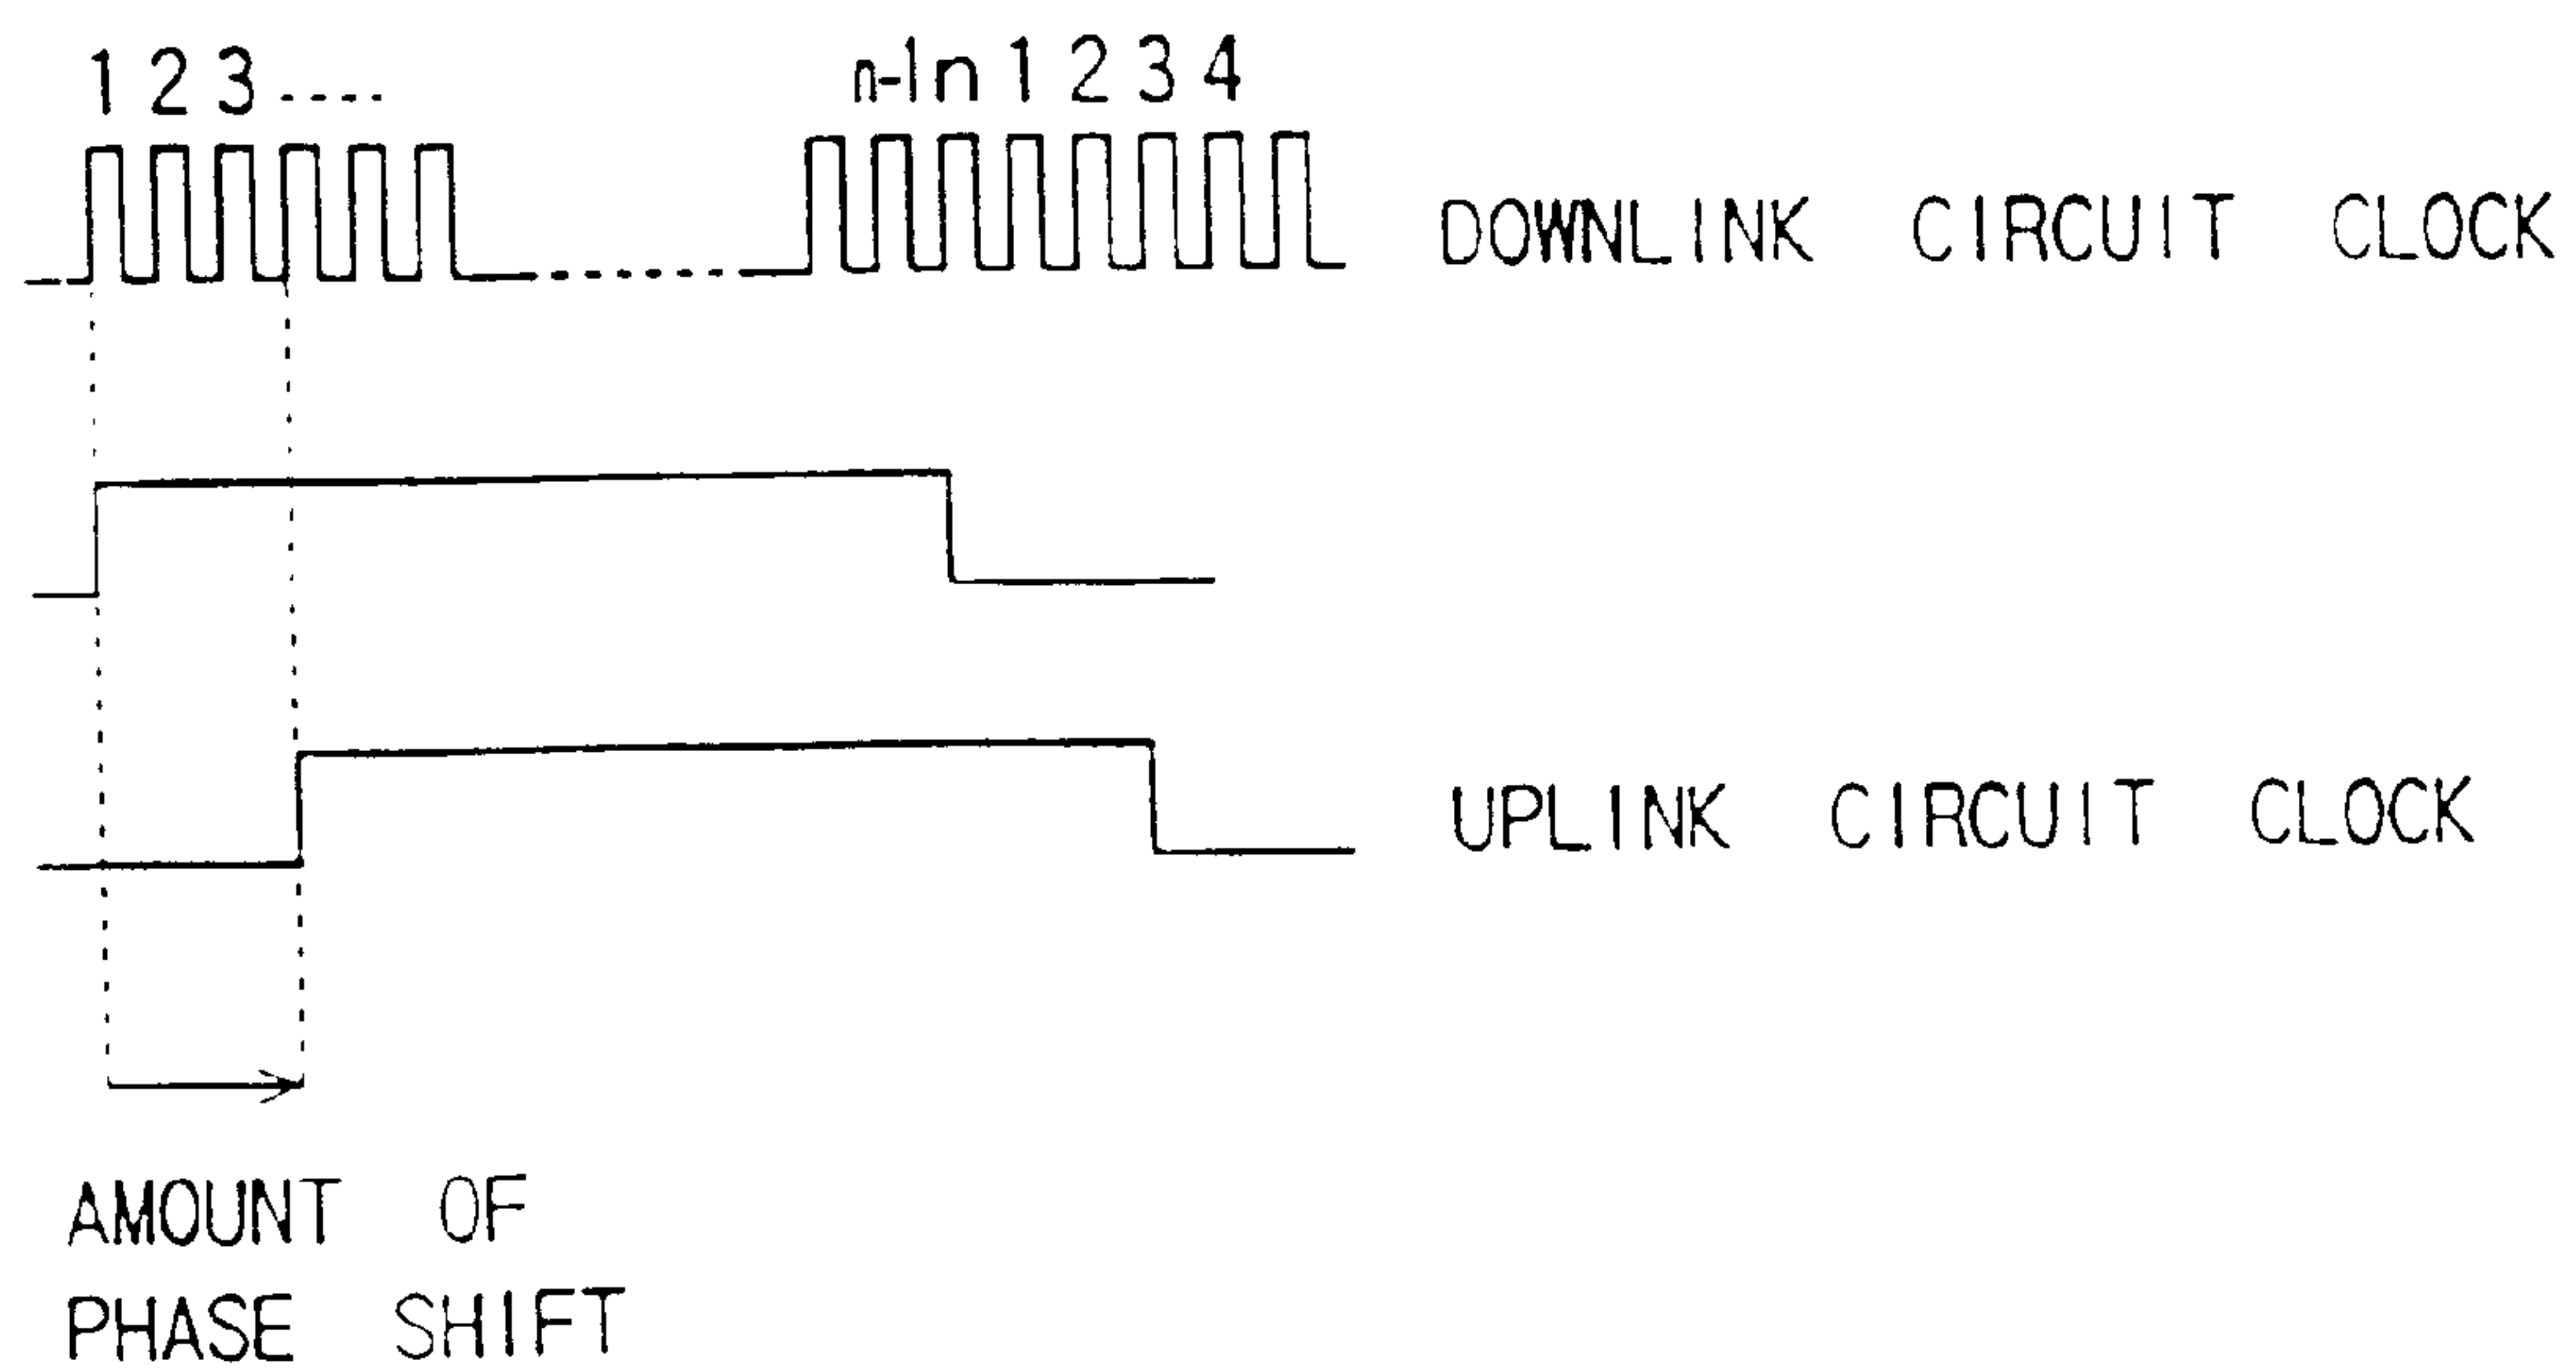 1 2 3 ---- n-1 n 1 2 3 4
DOWNLINK CIRCUIT CLOCK
UPLINK CIRCUIT CLOCK
AMOUNT OF
PHASE SHIFT